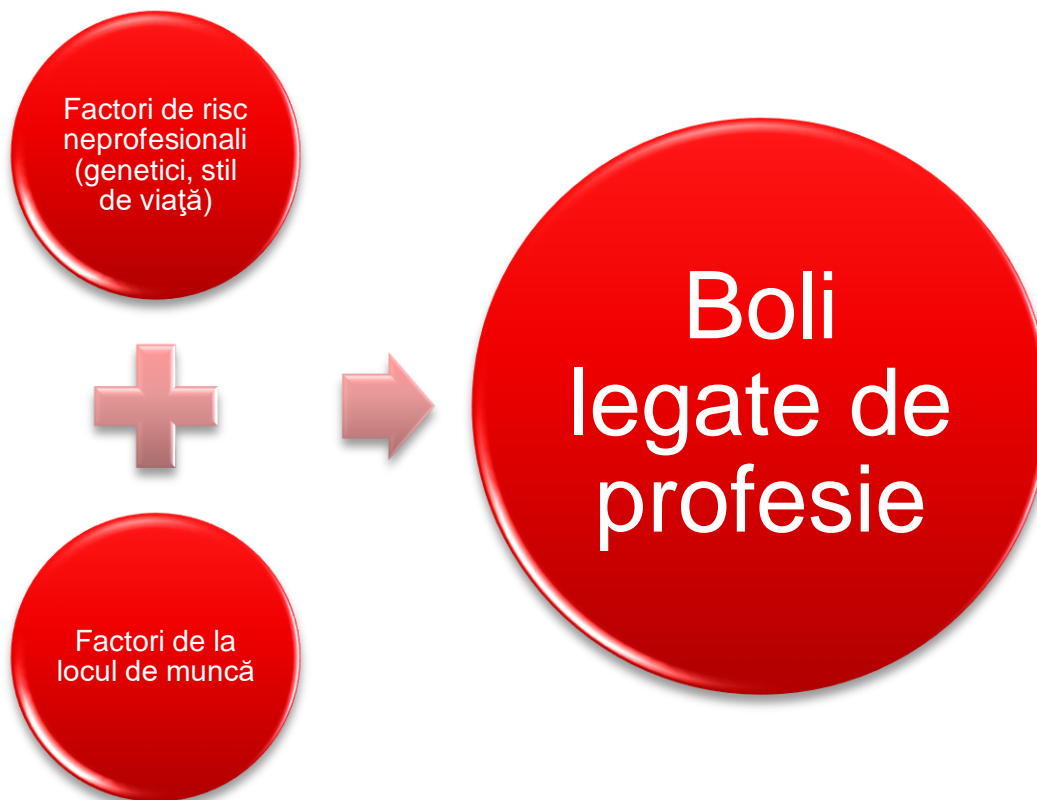 Factori de risc
neprofesionali
(genetici, stil
de viaţă)
Boli
legate de
profesie
Factori de la
locul de muncă